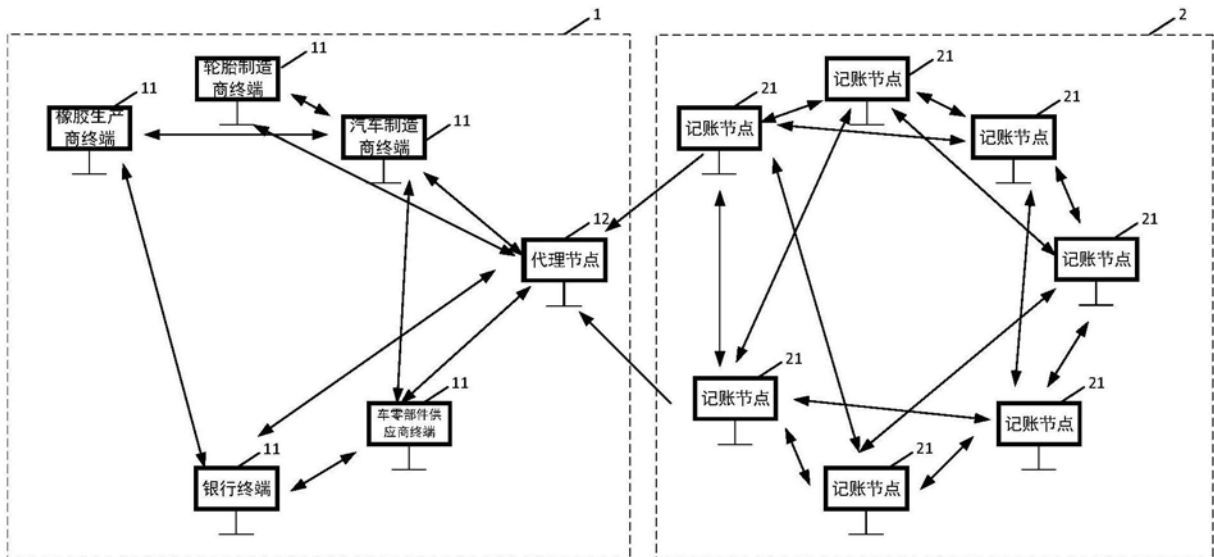 1
2
11
轮胎制造
商终端
11
橡胶生产
商终端
11
汽车制造
商终端
12
代理节点
11
车零部件供
应商终端
11
银行终端
21
记账节点
21
记账节点
21
记账节点
21
记账节点
21
记账节点
21
记账节点
21
记账节点